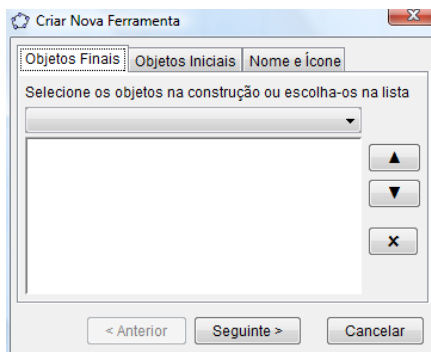 Criar Nova Ferramenta
Objetos Finais Objetos Iniciais Nome e Ícone
Selecione os objetos na construção ou escolha-os na lista
< Anterior Seguinte > Cancelar